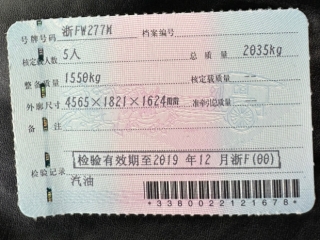 号牌号码 浙FW277M 档案编号
核定载人数 5人 总质量 2035kg
整备质量 1550kg 核定载质量 --
外廓尺寸 4565×1821×1624mm 准牵引总质量
备注
检验有效期至2019年12月浙F(00)
检验记录
汽油
*3380022121678*